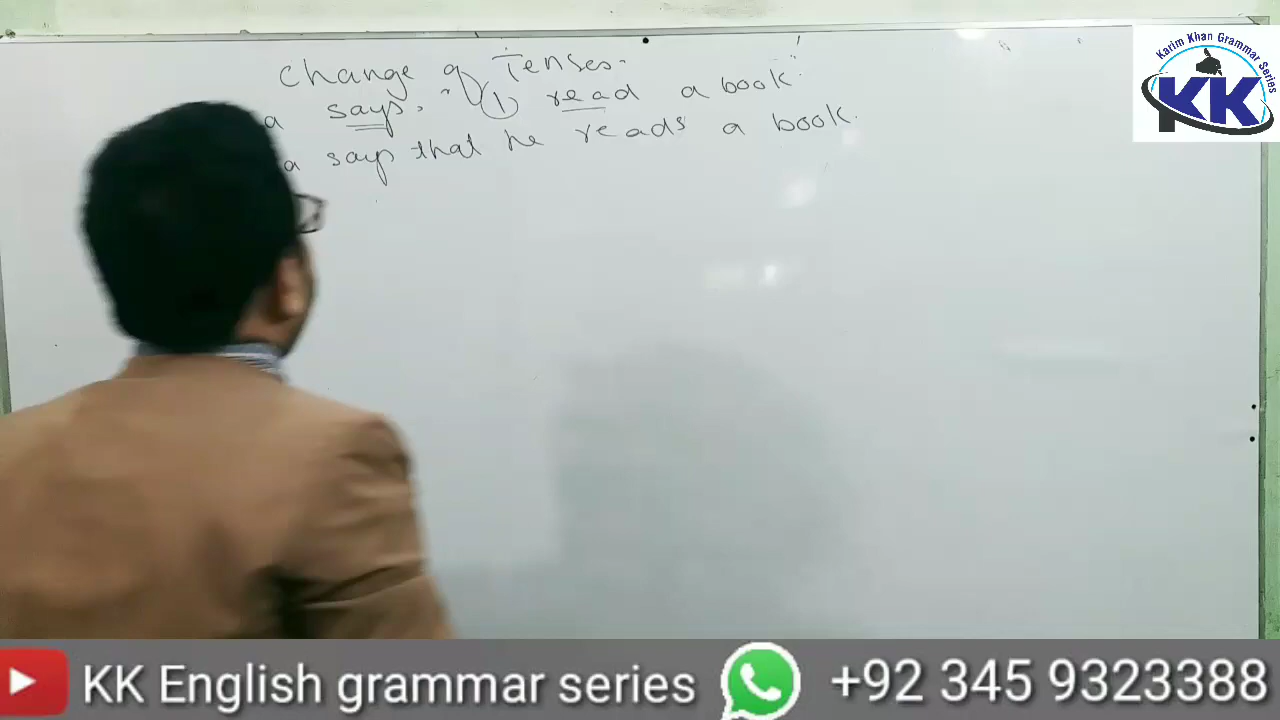 Change of Tenses.
a says, " I read a book".
a says that he reads a book.
Karim Khan Grammar Series
KK
KK English grammar series +92 345 9323388